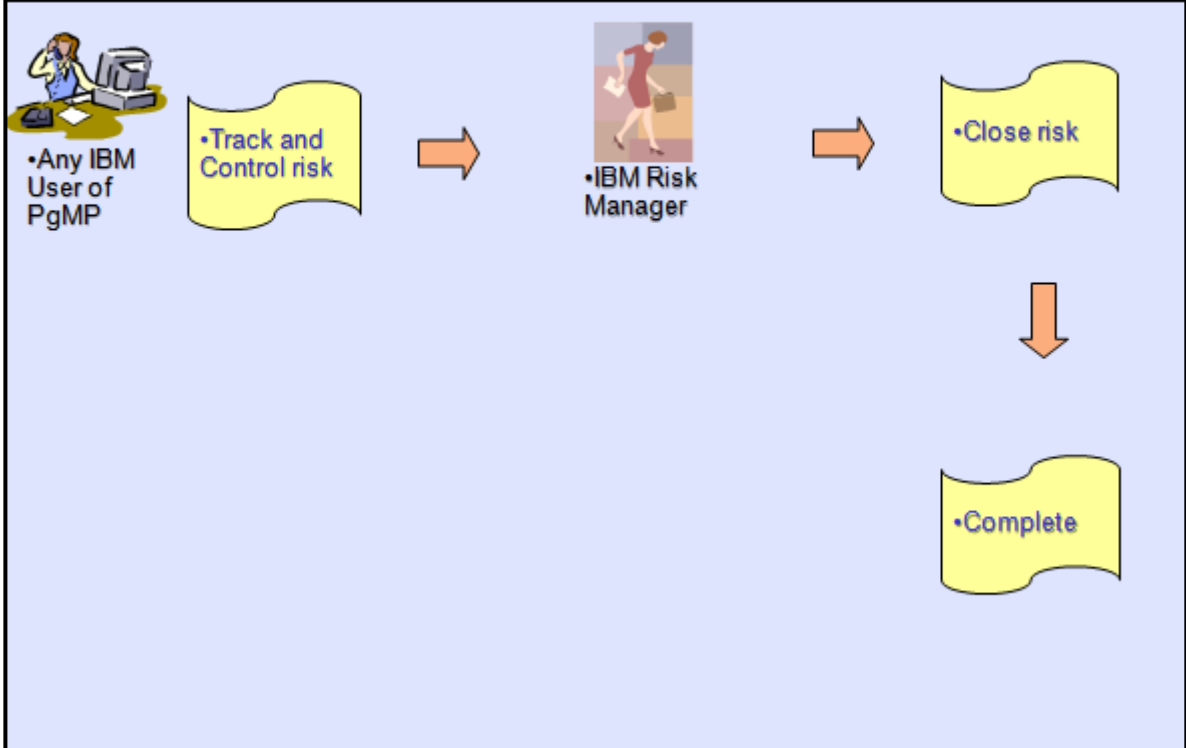 •Any IBM
User of
PgMP
•Track and
Control risk
•IBM Risk
Manager
•Close risk
•Complete